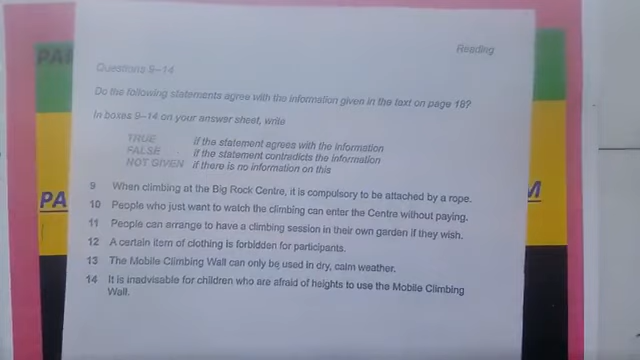 Reading
Questions 9–14
Do the following statements agree with the information given in the text on page 18?
In boxes 9–14 on your answer sheet, write
TRUE if the statement agrees with the information
FALSE if the statement contradicts the information
NOT GIVEN if there is no information on this
9 When climbing at the Big Rock Centre, it is compulsory to be attached by a rope.
10 People who just want to watch the climbing can enter the Centre without paying.
11 People can arrange to have a climbing session in their own garden if they wish.
12 A certain item of clothing is forbidden for participants.
13 The Mobile Climbing Wall can only be used in dry, calm weather.
14 It is inadvisable for children who are afraid of heights to use the Mobile Climbing
Wall.